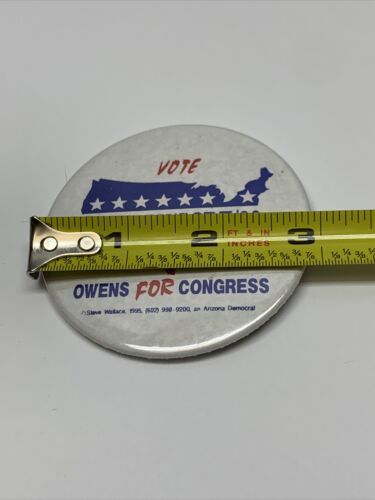 VOTE
1 2 FT & IN INCHES 3
OWENS FOR CONGRESS
Steve Wallace, 1995, (602) 998-9200, an Arizona Democrat